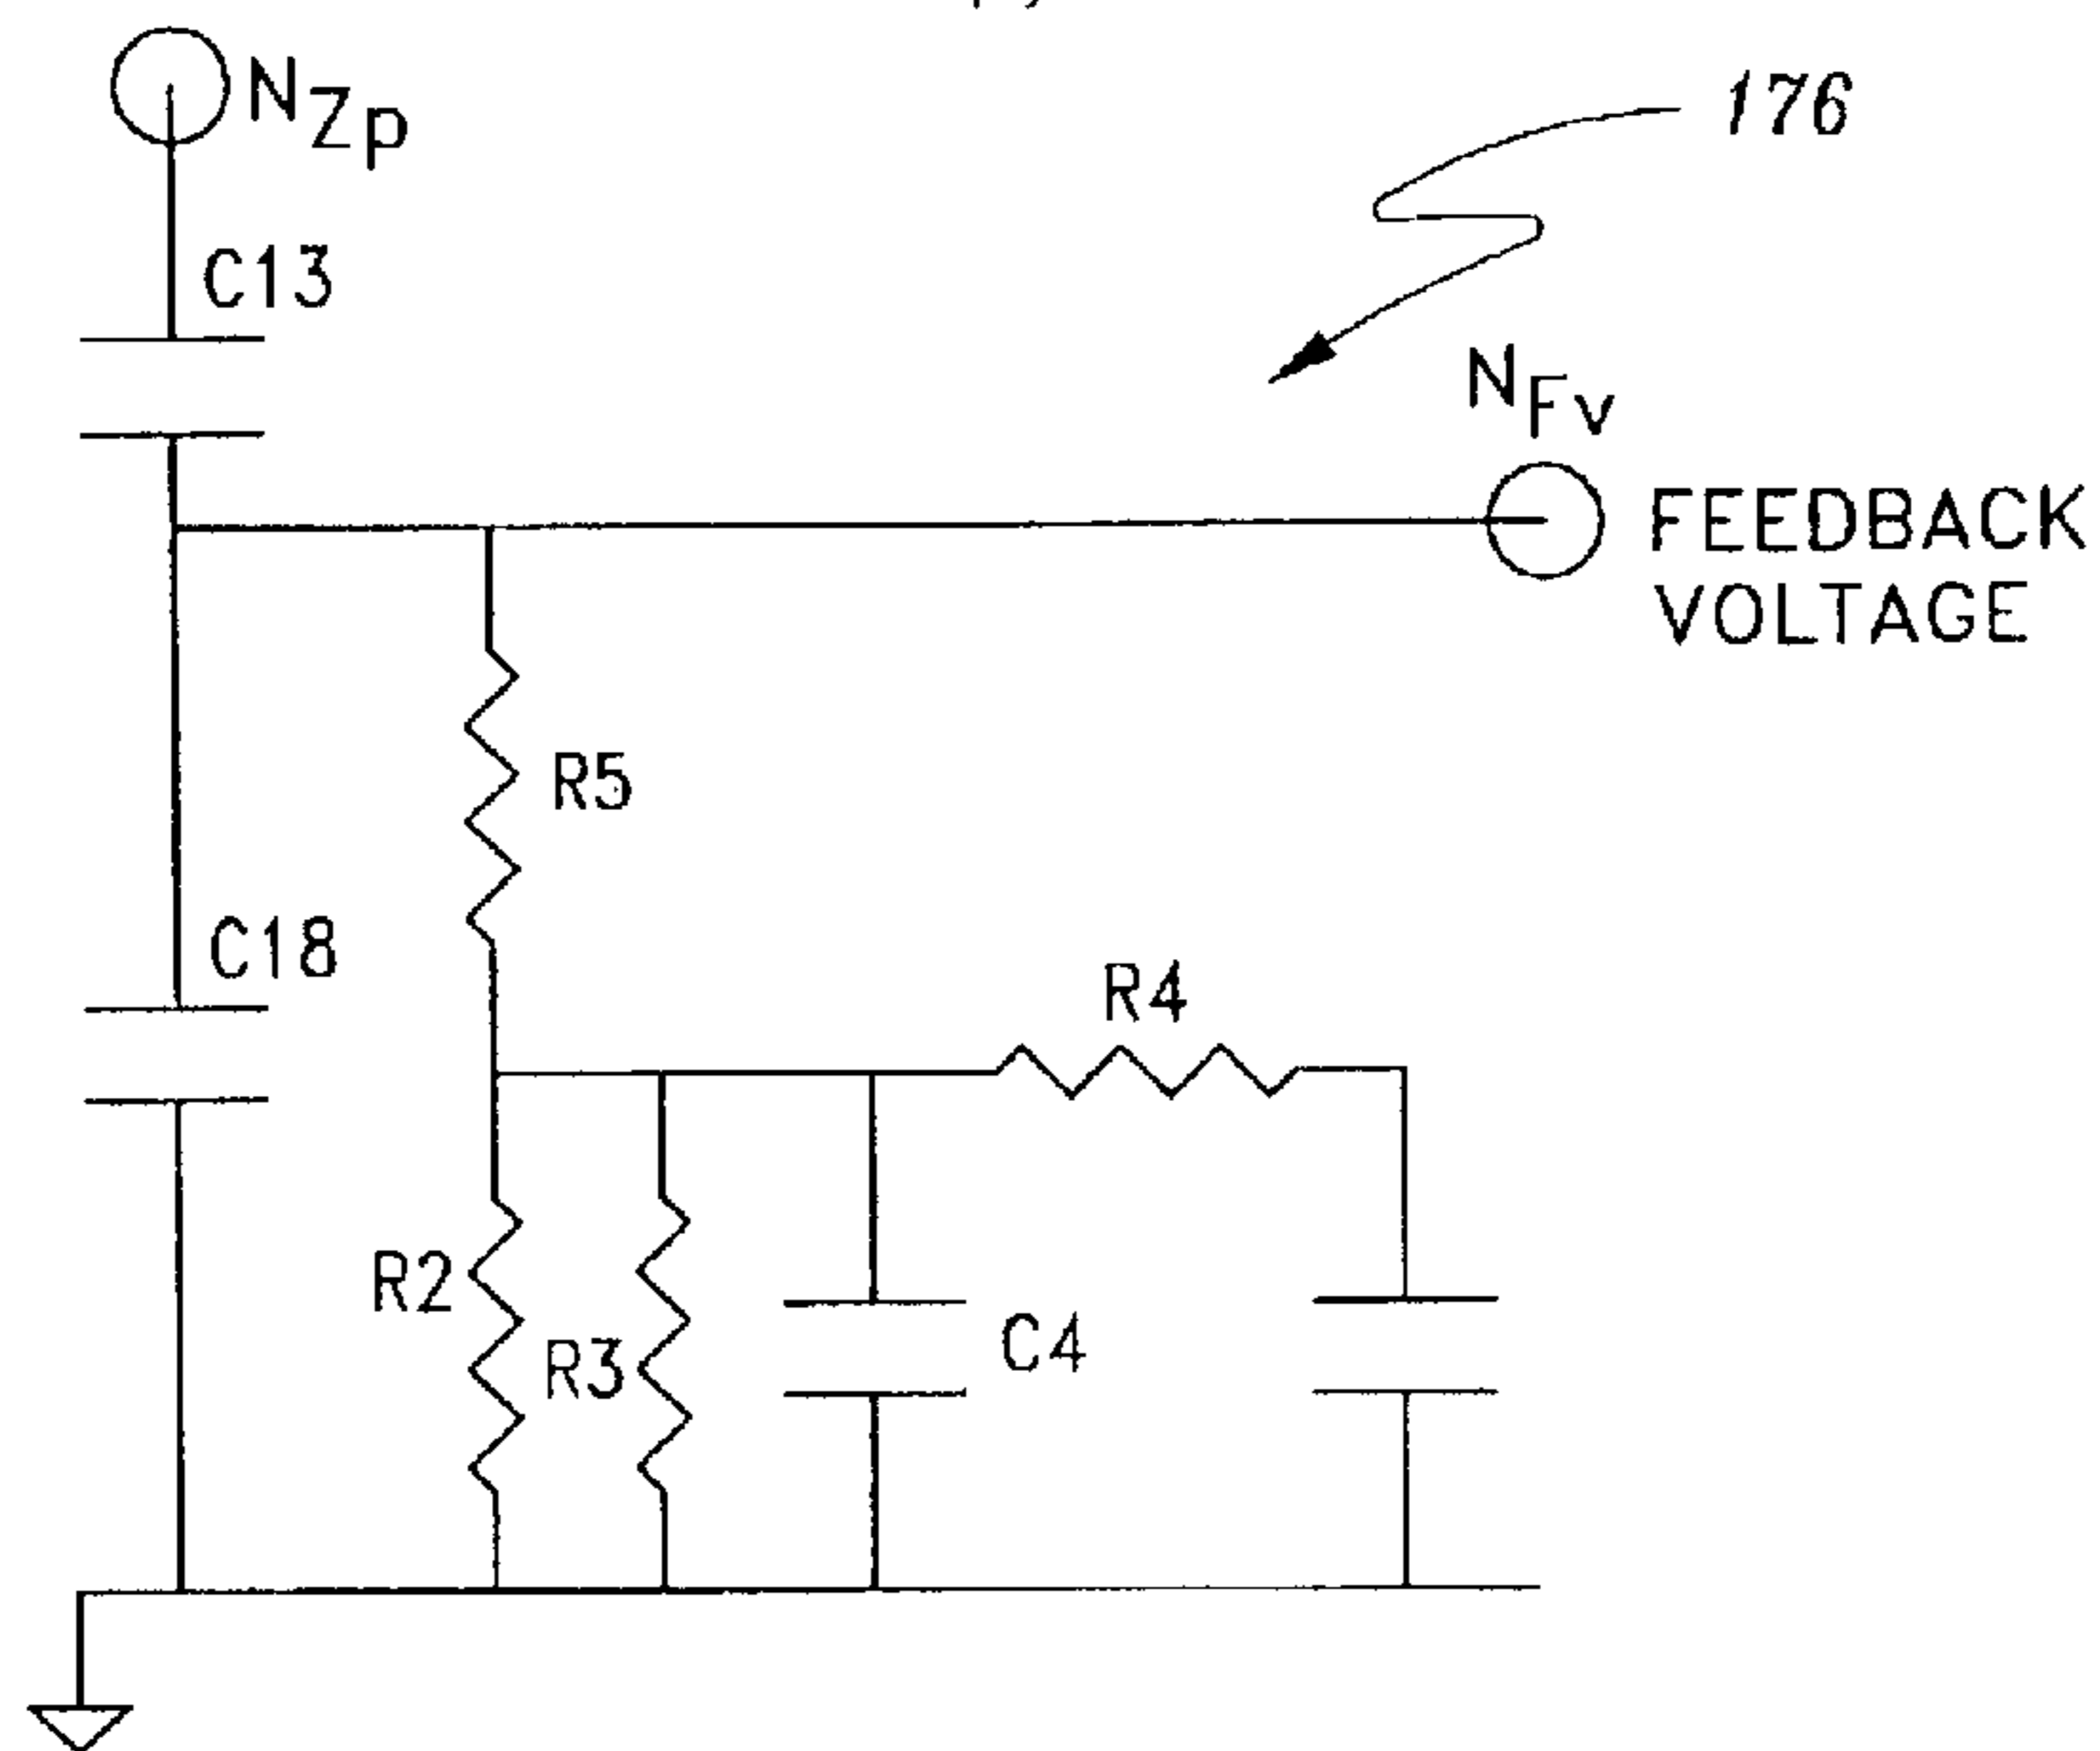 N_Zp
176
C13
N_Fv
FEEDBACK
VOLTAGE
R5
C18
R4
R2
R3
C4